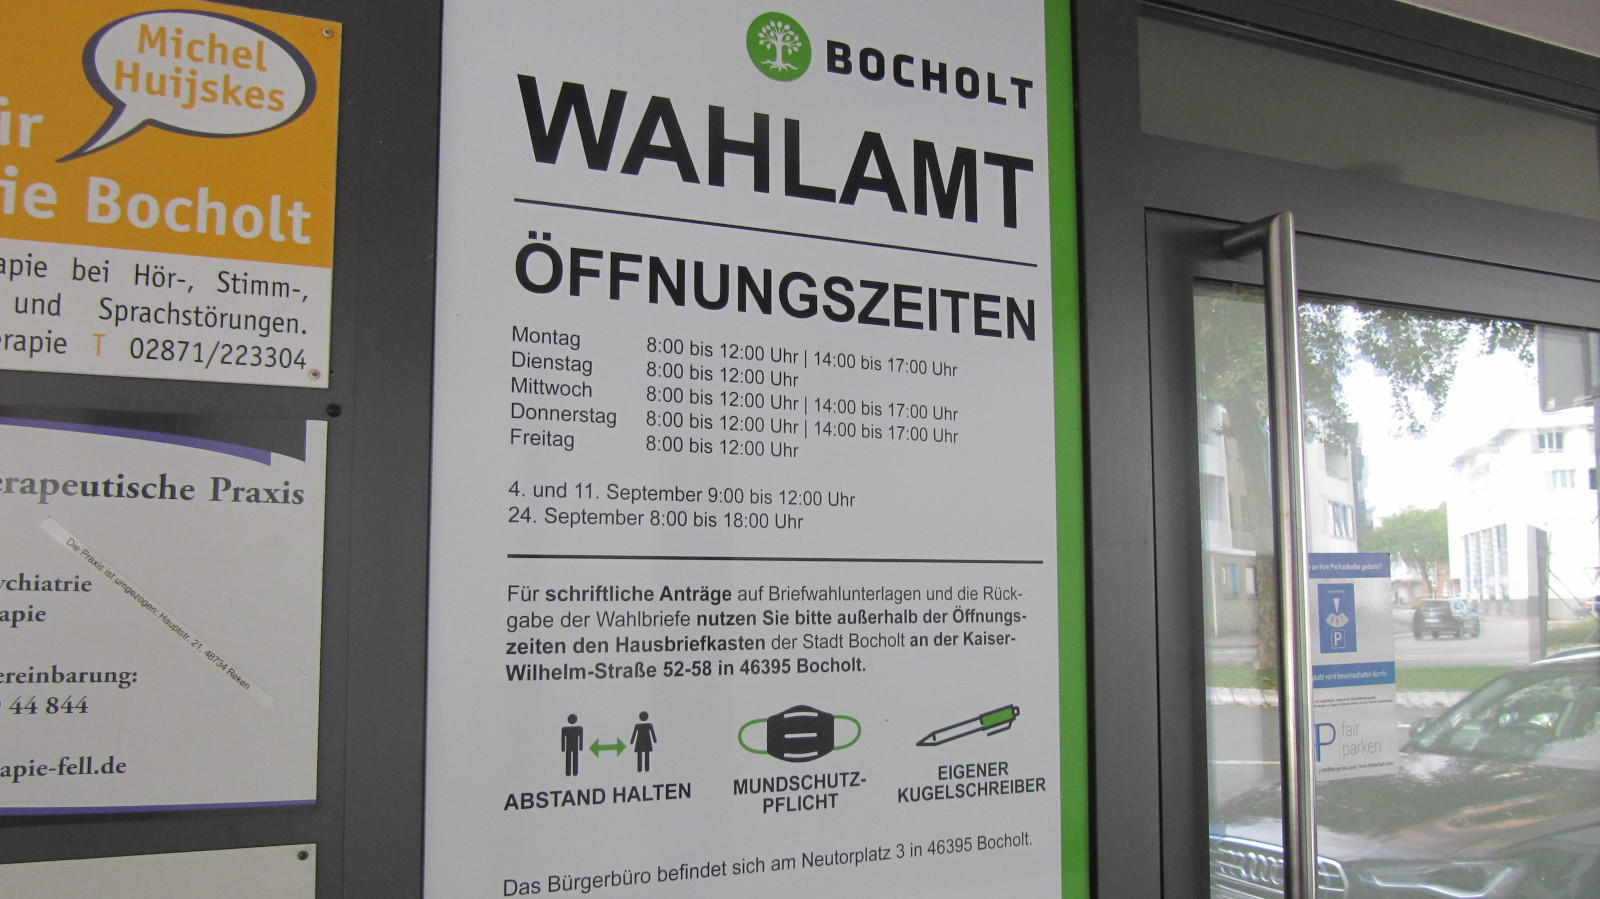 Michel
Huijskes
ir
ie Bocholt
apie bei Hör-, Stimm-,
und Sprachstörungen.
erapie T 02871/223304
erapeutische Praxis
Die Praxis ist umgezogen: Hauptstr. 21, 48734 Reken
ychiatrie
apie
ereinbarung:
44 844
apie-fell.de
BOCHOLT
WAHLAMT
ÖFFNUNGSZEITEN
Montag 8:00 bis 12:00 Uhr | 14:00 bis 17:00 Uhr
Dienstag 8:00 bis 12:00 Uhr
Mittwoch 8:00 bis 12:00 Uhr | 14:00 bis 17:00 Uhr
Donnerstag 8:00 bis 12:00 Uhr | 14:00 bis 17:00 Uhr
Freitag 8:00 bis 12:00 Uhr
4. und 11. September 9:00 bis 12:00 Uhr
24. September 8:00 bis 18:00 Uhr
Für schriftliche Anträge auf Briefwahlunterlagen und die Rück-
gabe der Wahlbriefe nutzen Sie bitte außerhalb der Öffnungs-
zeiten den Hausbriefkasten der Stadt Bocholt an der Kaiser-
Wilhelm-Straße 52-58 in 46395 Bocholt.
ABSTAND HALTEN
MUNDSCHUTZ-
PFLICHT
EIGENER
KUGELSCHREIBER
Das Bürgerbüro befindet sich am Neutorplatz 3 in 46395 Bocholt.
an Ihre Parkscheibe gedacht?
P
wird bewirtschaftet durch:
P fair
parken